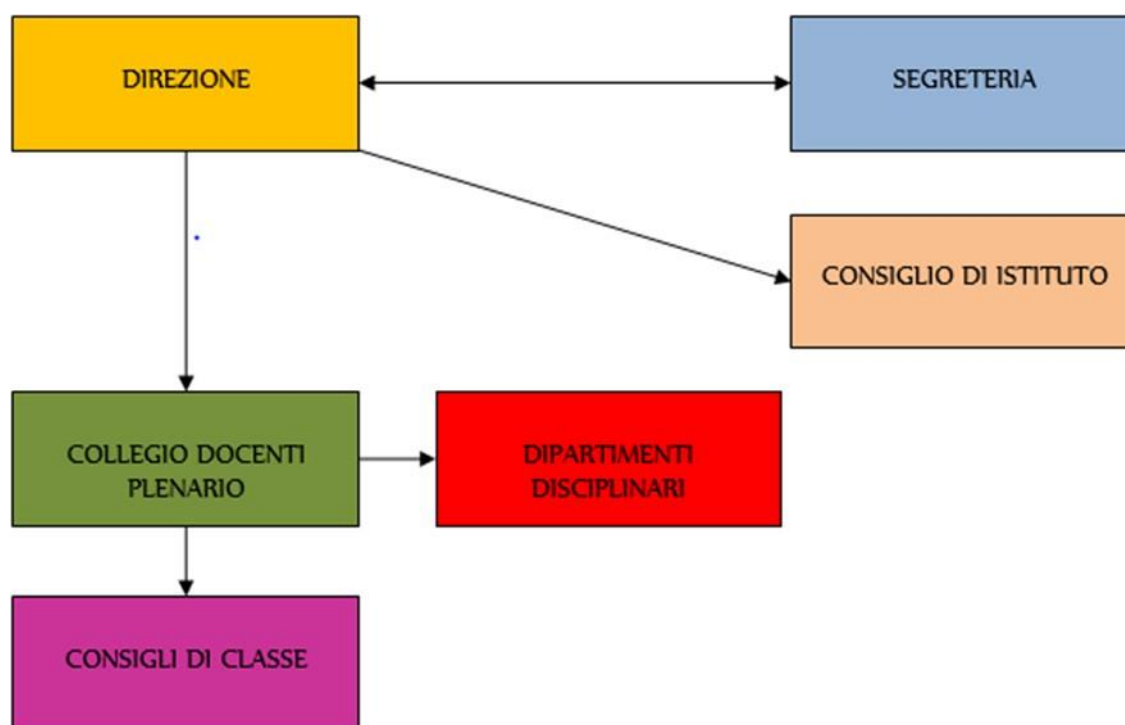 DIREZIONE
SEGRETERIA
CONSIGLIO DI ISTITUTO
COLLEGIO DOCENTI
PLENARIO
DIPARTIMENTI
DISCIPLINARI
CONSIGLI DI CLASSE